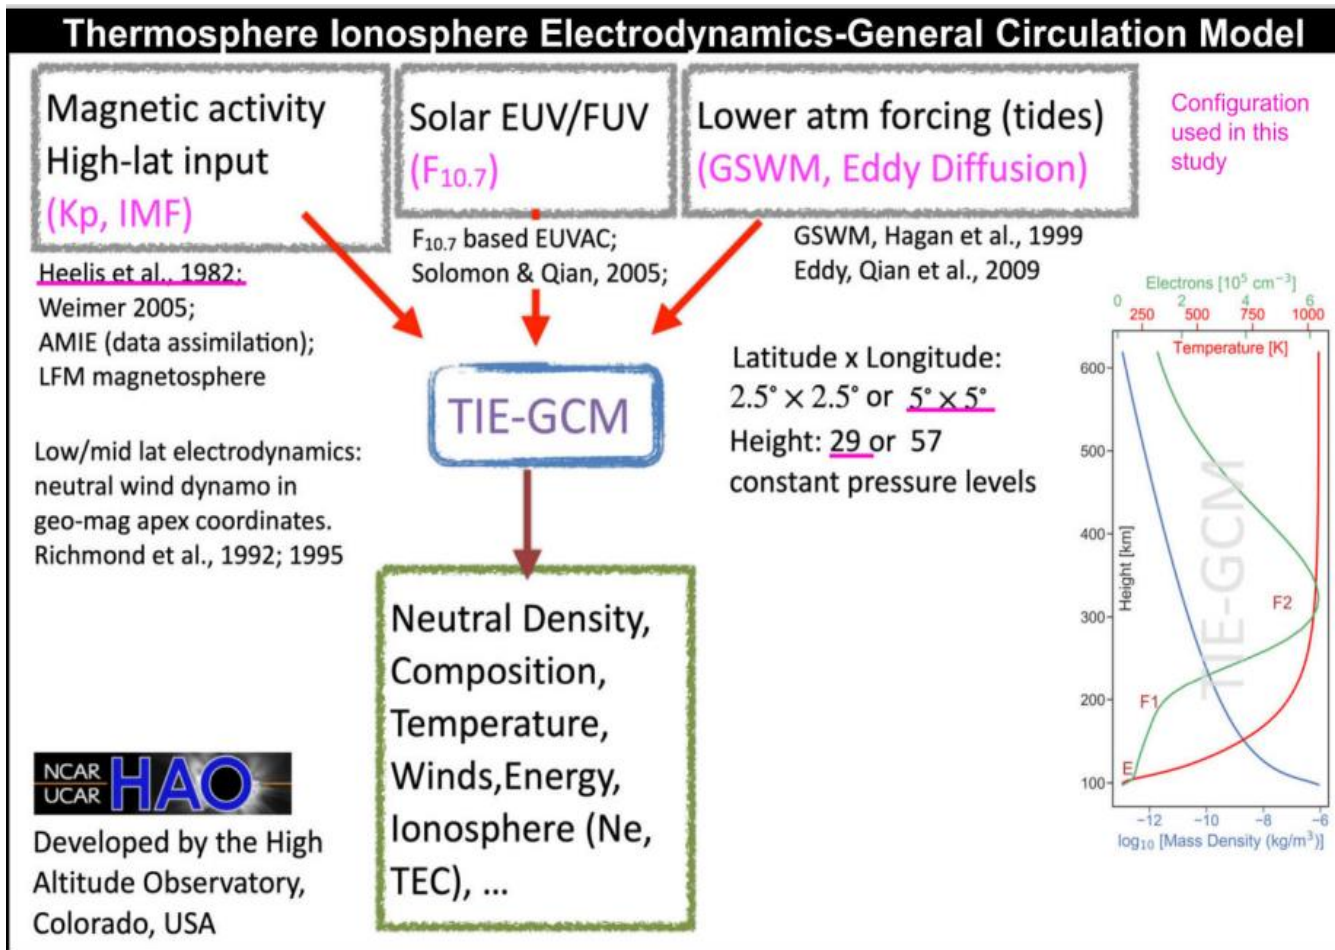 Thermosphere Ionosphere Electrodynamics-General Circulation Model
Magnetic activity
High-lat input
(Kp, IMF)
Solar EUV/FUV
(F₁₀.₇)
Lower atm forcing (tides)
(GSWM, Eddy Diffusion)
Configuration
used in this
study
Heelis et al., 1982;
Weimer 2005;
AMIE (data assimilation);
LFM magnetosphere
F₁₀.₇ based EUVAC;
Solomon & Qian, 2005;
GSWM, Hagan et al., 1999
Eddy, Qian et al., 2009
Low/mid lat electrodynamics:
neutral wind dynamo in
geo-mag apex coordinates.
Richmond et al., 1992; 1995
TIE-GCM
Latitude x Longitude:
2.5° × 2.5° or 5° × 5°
Height: 29 or 57
constant pressure levels
Neutral Density,
Composition,
Temperature,
Winds,Energy,
Ionosphere (Ne,
TEC), ...
Electrons [10⁵ cm⁻³]
0 2 4 6
250 500 750 1000
Temperature [K]
600
500
400
300
200
100
Height [km]
TIE-GCM
F2
F1
E
−12 −10 −8 −6
log₁₀ [Mass Density (kg/m³)]
NCAR
UCAR
HAO
Developed by the High
Altitude Observatory,
Colorado, USA